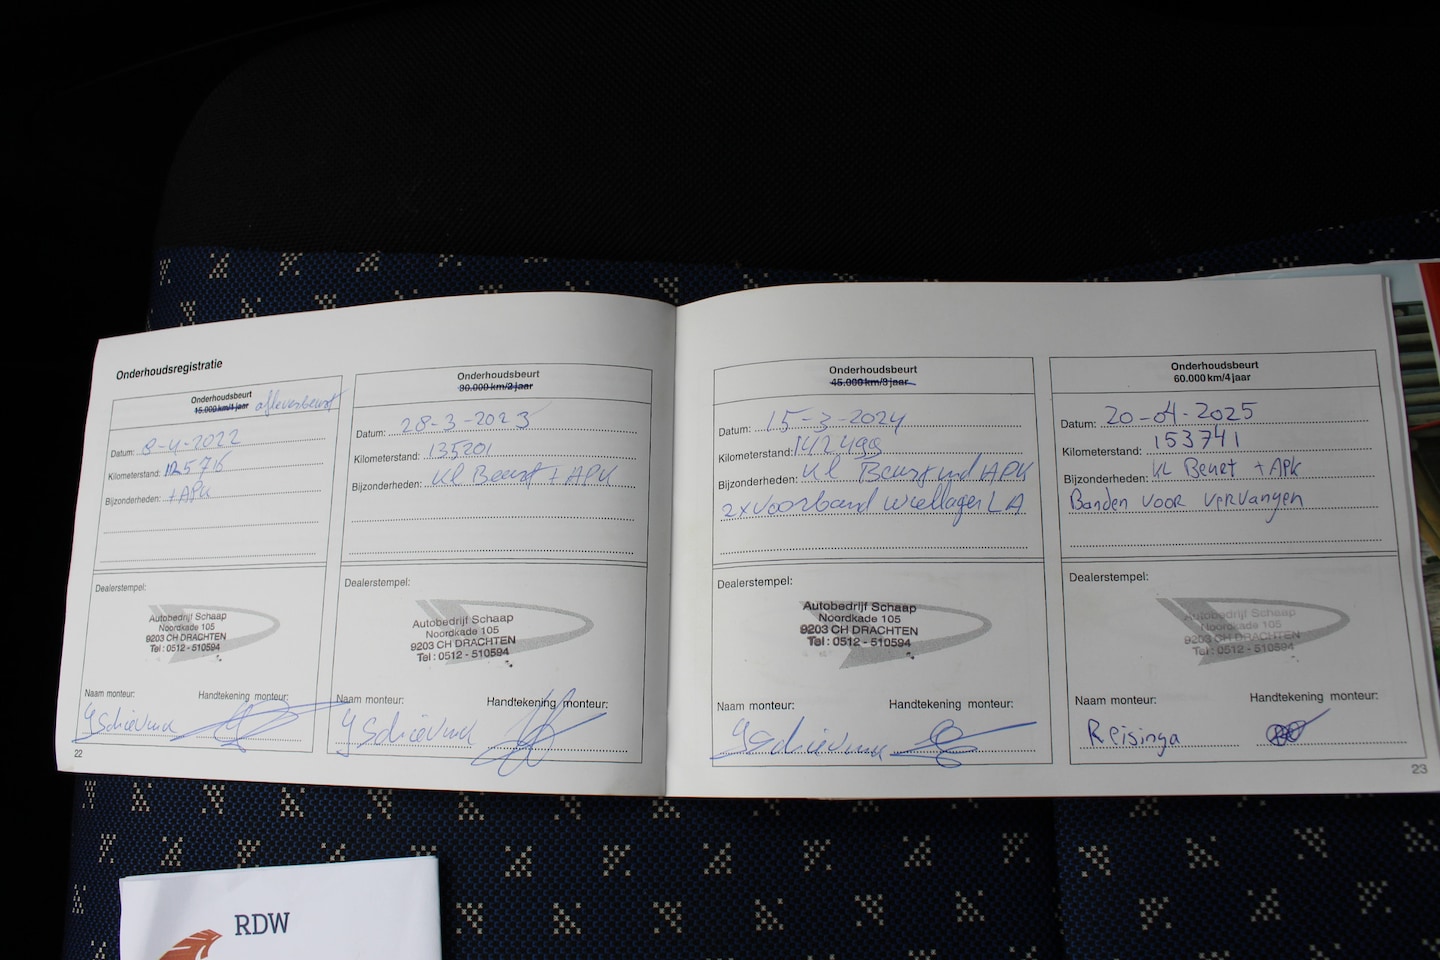 Onderhoudsregistratie
Onderhoudsbeurt
15.000 km/1 jaar afleverbeurt
Datum: 8-4-2022
Kilometerstand: 125716
Bijzonderheden: + APK
Dealerstempel:
Autobedrijf Schaap
Noordkade 105
9203 CH DRACHTEN
Tel : 0512 - 510594
Naam monteur: Handtekening monteur:
22
Onderhoudsbeurt
30.000 km/2 jaar
Datum: 28-3-2023
Kilometerstand: 135201
Bijzonderheden: kl Beurt + APK
Dealerstempel:
Autobedrijf Schaap
Noordkade 105
9203 CH DRACHTEN
Tel : 0512 - 510594
Naam monteur: Handtekening monteur:
Onderhoudsbeurt
45.000 km/3 jaar
Datum: 15-3-2024
Kilometerstand:
Bijzonderheden: kl Beurt APK
2x voorband wiellager LA
Dealerstempel:
Autobedrijf Schaap
Noordkade 105
9203 CH DRACHTEN
Tel : 0512 - 510594
Naam monteur: Handtekening monteur:
Onderhoudsbeurt
60.000 km/4 jaar
Datum: 20-04-2025
Kilometerstand: 153741
Bijzonderheden: kl Beurt + APK
Banden voor vervangen
Dealerstempel:
Autobedrijf Schaap
Noordkade 105
9203 CH DRACHTEN
Tel : 0512 - 510594
Naam monteur: Handtekening monteur:
Reisinga
23
RDW